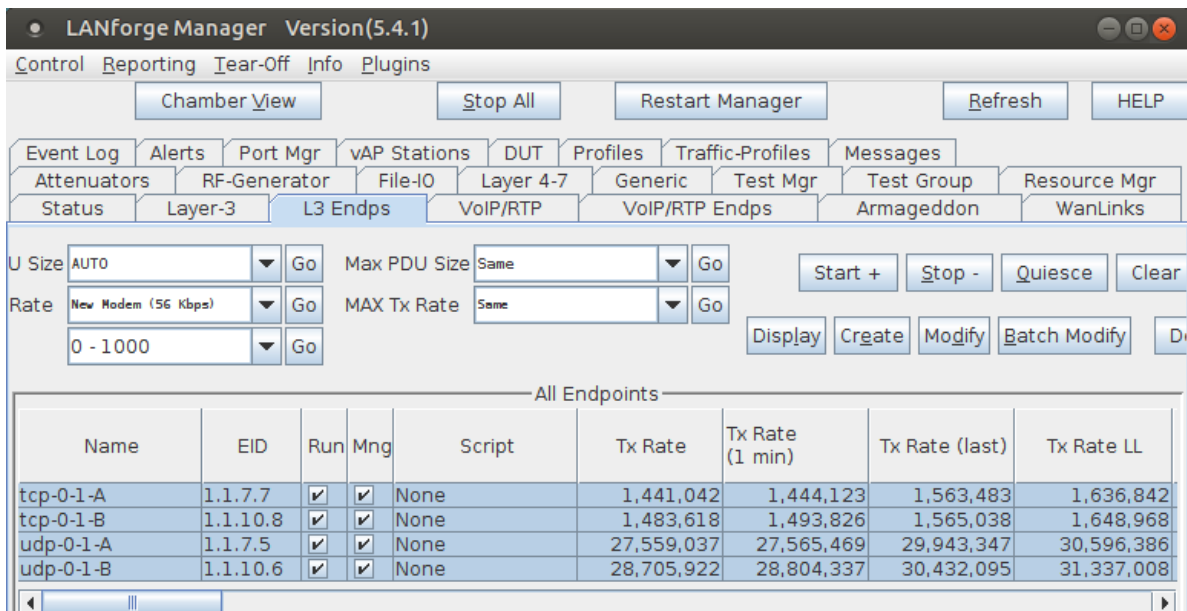 LANforge Manager Version(5.4.1)
Control Reporting Tear-Off Info Plugins
Chamber View Stop All Restart Manager Refresh HELP
Event Log Alerts Port Mgr vAP Stations DUT Profiles Traffic-Profiles Messages
Attenuators RF-Generator File-IO Layer 4-7 Generic Test Mgr Test Group Resource Mgr
Status Layer-3 L3 Endps VoIP/RTP VoIP/RTP Endps Armageddon WanLinks
U Size AUTO Go Max PDU Size Same Go Start + Stop - Quiesce Clear
Rate New Modem (56 Kbps) Go MAX Tx Rate Same Go
0 - 1000 Go Display Create Modify Batch Modify
All Endpoints
Name EID Run Mng Script Tx Rate Tx Rate (1 min) Tx Rate (last) Tx Rate LL
tcp-0-1-A 1.1.7.7 None 1,441,042 1,444,123 1,563,483 1,636,842
tcp-0-1-B 1.1.10.8 None 1,483,618 1,493,826 1,565,038 1,648,968
udp-0-1-A 1.1.7.5 None 27,559,037 27,565,469 29,943,347 30,596,386
udp-0-1-B 1.1.10.6 None 28,705,922 28,804,337 30,432,095 31,337,008